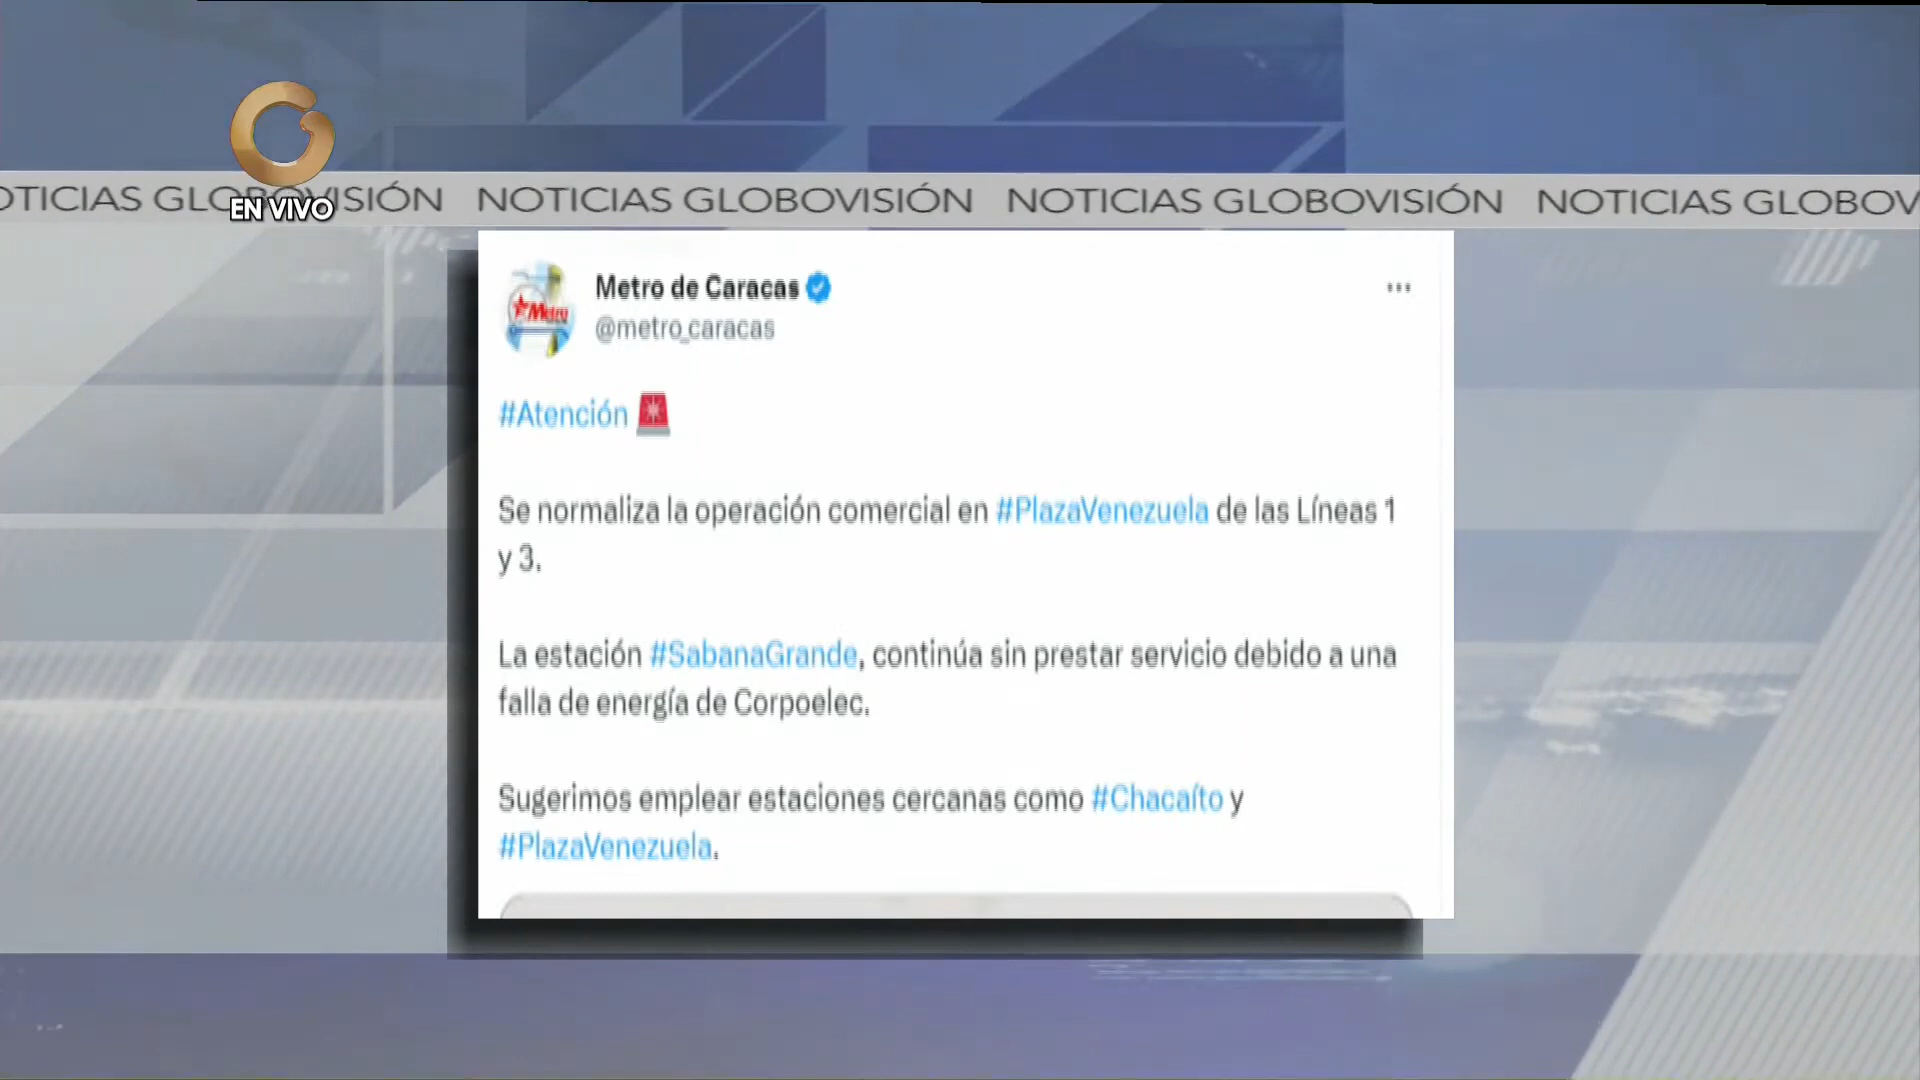 OTICIAS GLOBOVISIÓN NOTICIAS GLOBOVISIÓN NOTICIAS GLOBOVISIÓN NOTICIAS GLOBOV
EN VIVO
Metro de Caracas
Metro
@metro_caracas
#Atención
Se normaliza la operación comercial en #PlazaVenezuela de las Líneas 1
y 3.
La estación #SabanaGrande, continúa sin prestar servicio debido a una
falla de energía de Corpoelec.
Sugerimos emplear estaciones cercanas como #Chacaíto y
#PlazaVenezuela.